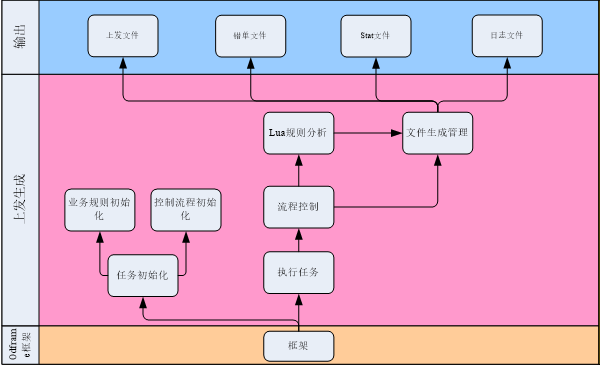 输出
上发文件
错单文件
Stat文件
日志文件
上发生成
Lua规则分析
文件生成管理
业务规则初始
化
控制流程初始
化
流程控制
任务初始化
执行任务
Odfram
e框架
框架